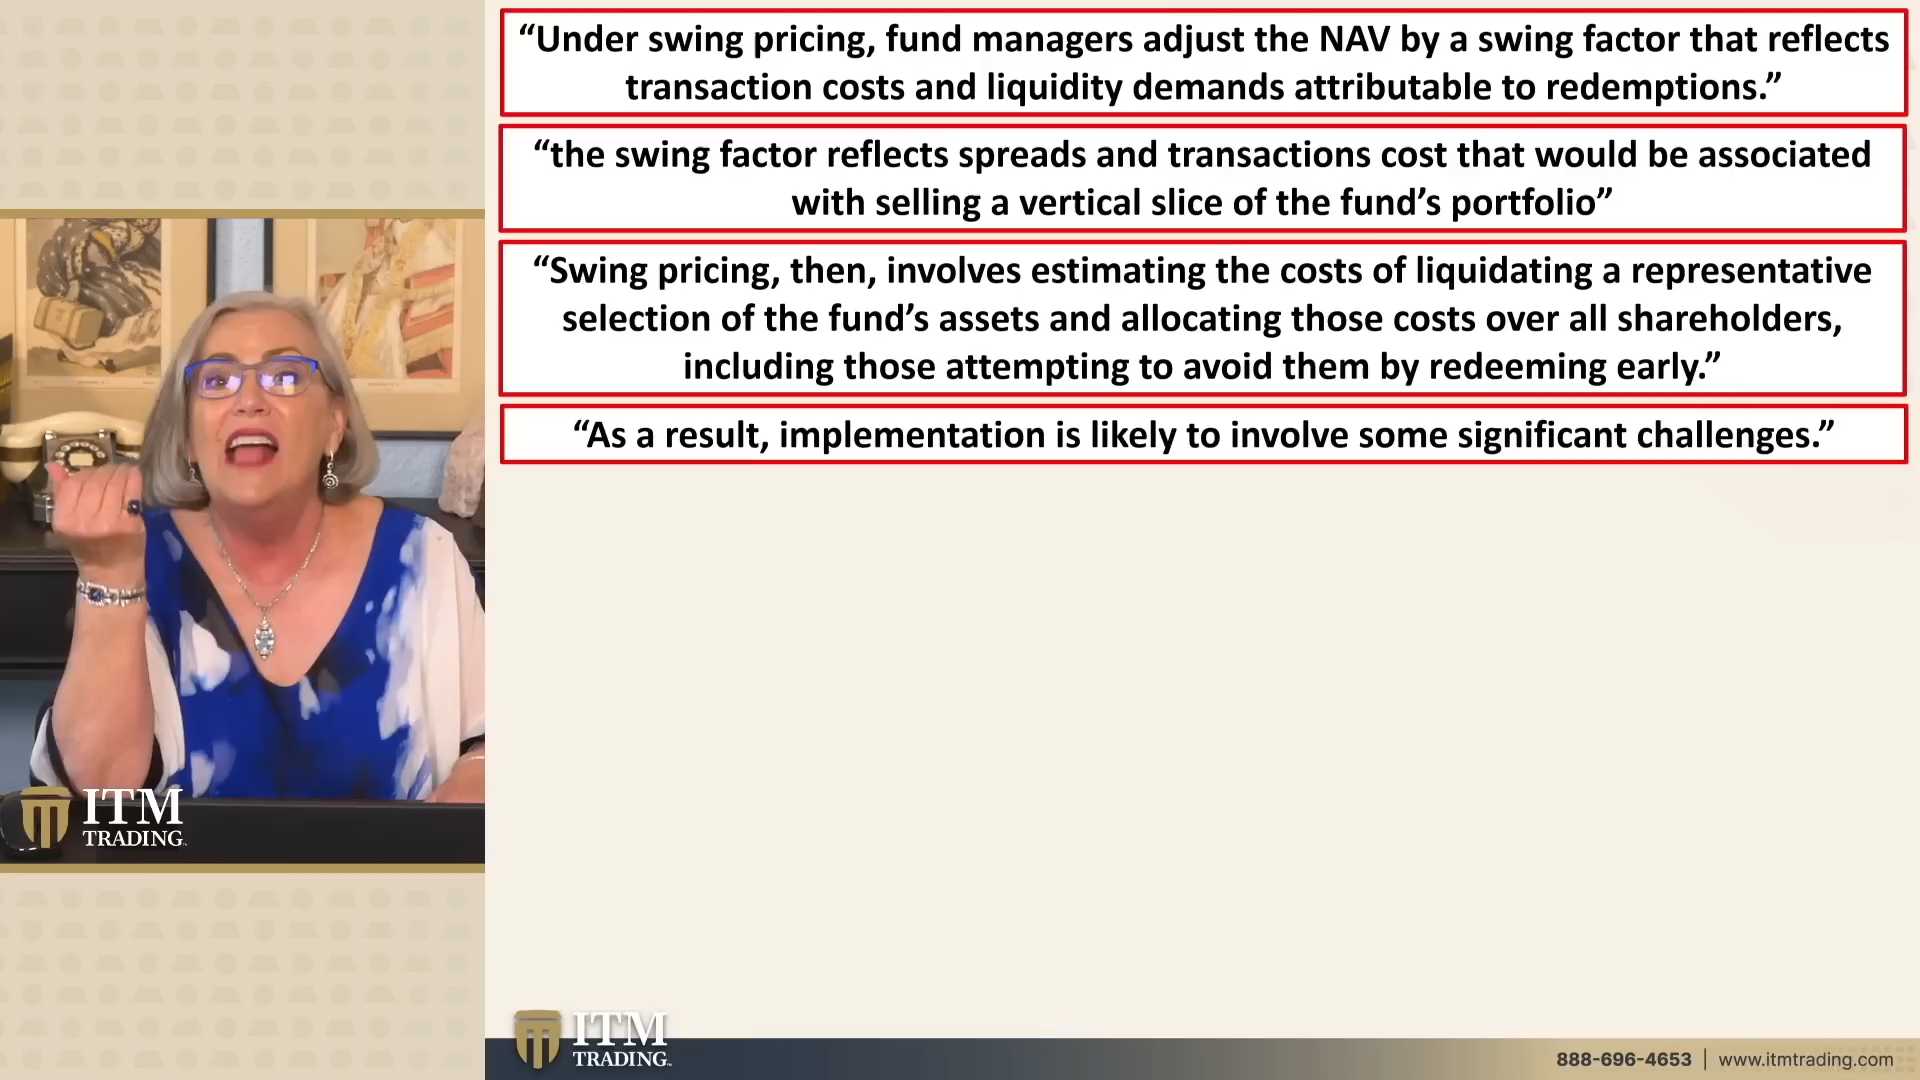 “Under swing pricing, fund managers adjust the NAV by a swing factor that reflects
transaction costs and liquidity demands attributable to redemptions.”
“the swing factor reflects spreads and transactions cost that would be associated
with selling a vertical slice of the fund’s portfolio”
“Swing pricing, then, involves estimating the costs of liquidating a representative
selection of the fund’s assets and allocating those costs over all shareholders,
including those attempting to avoid them by redeeming early.”
“As a result, implementation is likely to involve some significant challenges.”
ITM
TRADING
ITM
TRADING
888-696-4653 | www.itmtrading.com